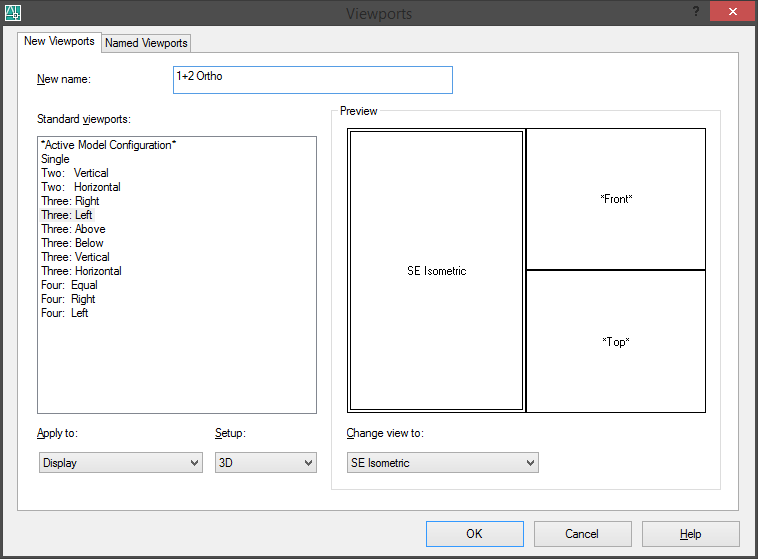 Viewports
?
New Viewports
Named Viewports
New name:
1+2 Ortho
Standard viewports:
*Active Model Configuration*
Single
Two: Vertical
Two: Horizontal
Three: Right
Three: Left
Three: Above
Three: Below
Three: Vertical
Three: Horizontal
Four: Equal
Four: Right
Four: Left
Preview
SE Isometric
*Front*
*Top*
Apply to:
Display
Setup:
3D
Change view to:
SE Isometric
OK
Cancel
Help